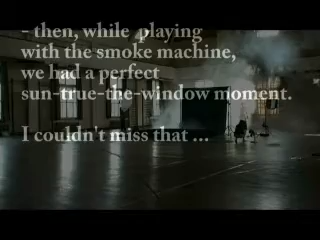 - then, while  playing
with the smoke machine,
we had a perfect
sun-true-the-window moment.
I couldn't miss that ...